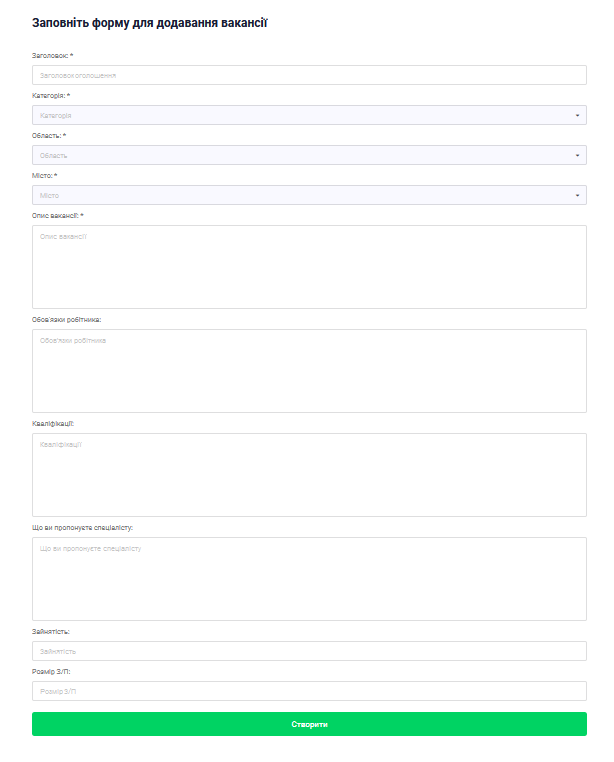 Заповніть форму для додавання вакансії
Заголовок: *
Заголовок оголошення
Категорія: *
Категорія
Область: *
Область
Місто: *
Місто
Опис вакансії: *
Опис вакансії
Обов'язки робітника:
Обов'язки робітника
Кваліфікації:
Кваліфікації
Що ви пропонуєте спеціалісту:
Що ви пропонуєте спеціалісту
Зайнятість:
Зайнятість
Розмір З/П:
Розмір З/П
Створити